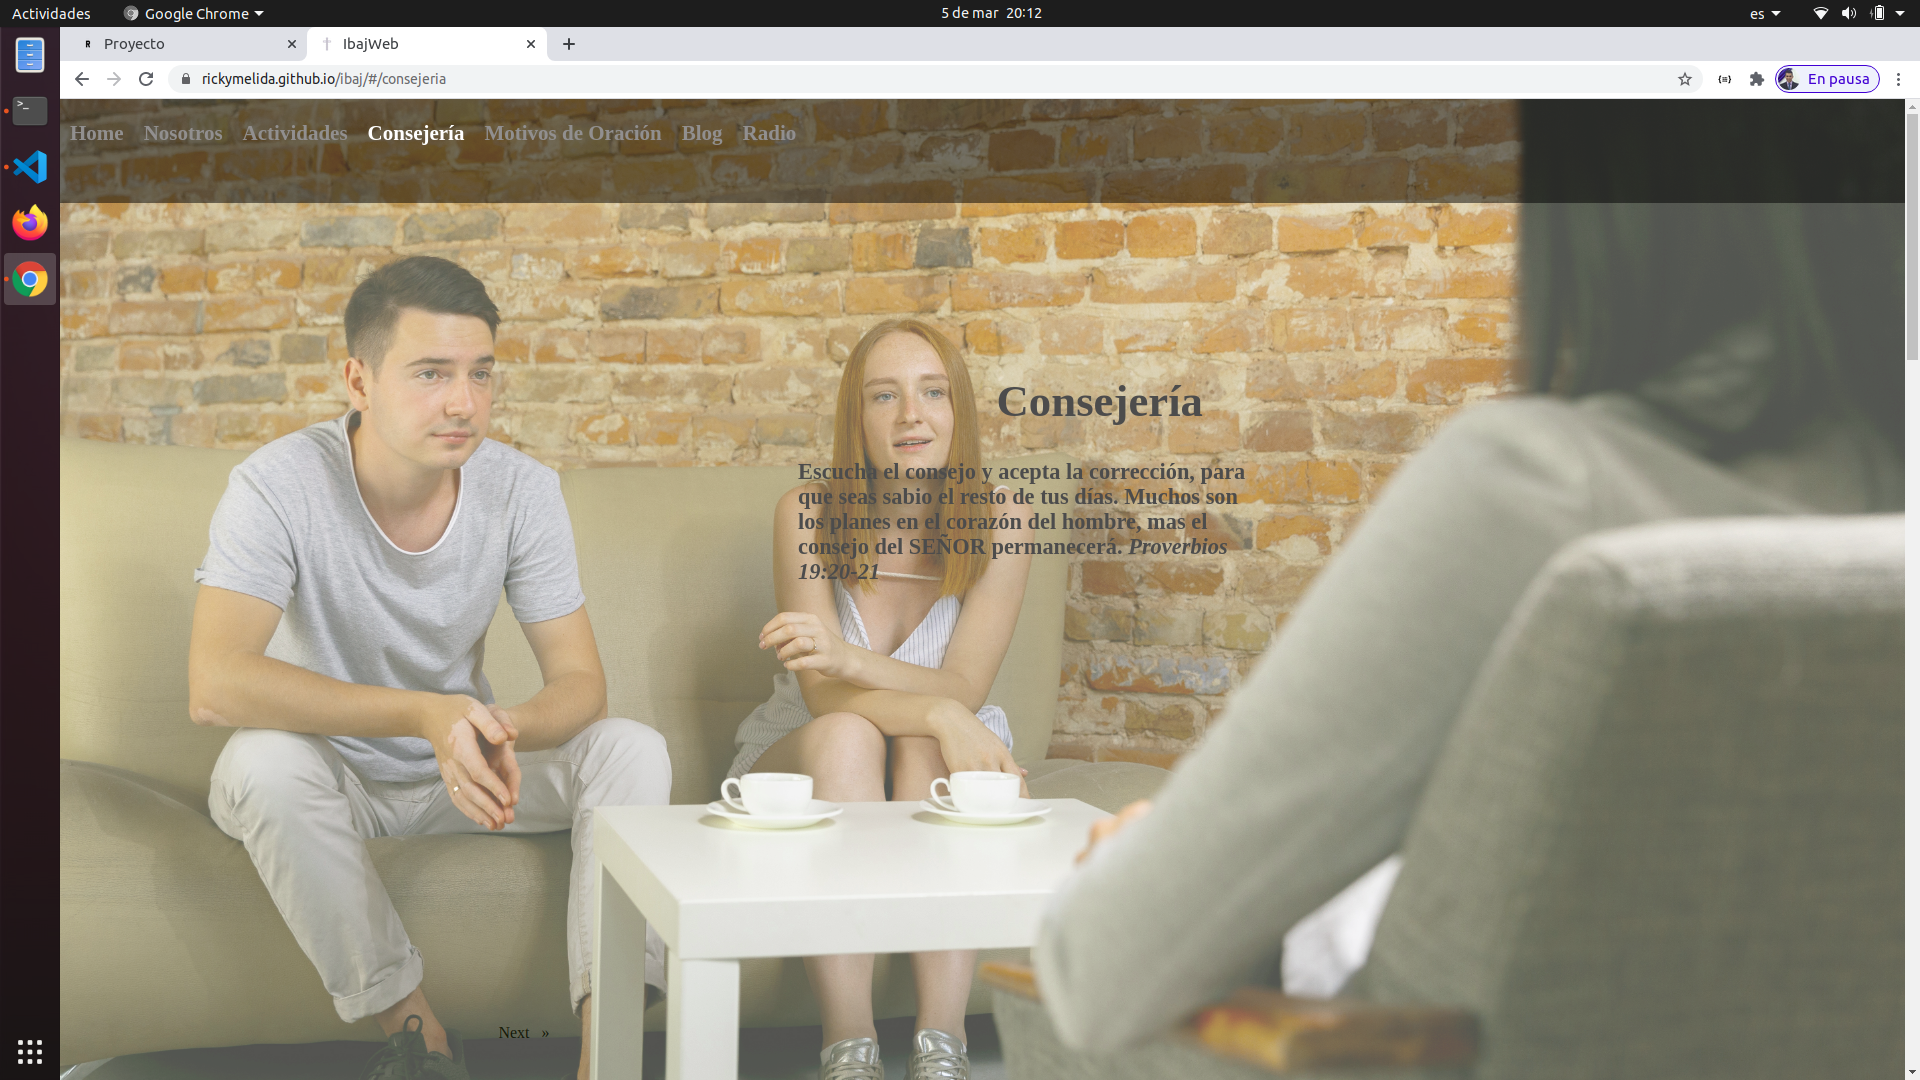 Actividades Google Chrome 5 de mar 20:12 es
Proyecto IbajWeb
rickymelida.github.io/ibaj/#/consejeria En pausa
Home Nosotros Actividades Consejería Motivos de Oración Blog Radio
Consejería
Escucha el consejo y acepta la corrección, para
que seas sabio el resto de tus días. Muchos son
los planes en el corazón del hombre, mas el
consejo del SEÑOR permanecerá. Proverbios
19:20-21
Next »